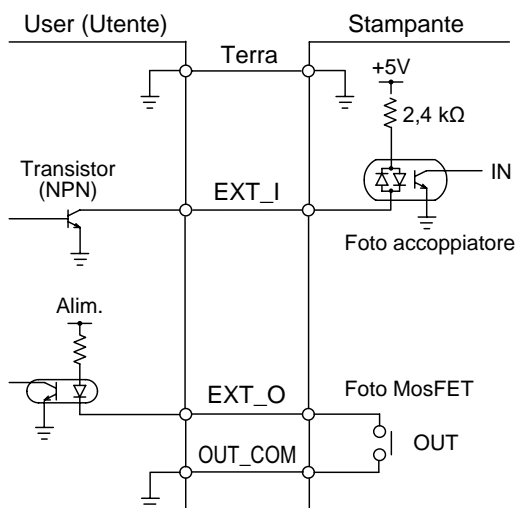 User (Utente)
Stampante
Terra
+5V
2,4 kΩ
Transistor
(NPN)
EXT_I
IN
Foto accoppiatore
Alim.
EXT_O
Foto MosFET
OUT
OUT_COM